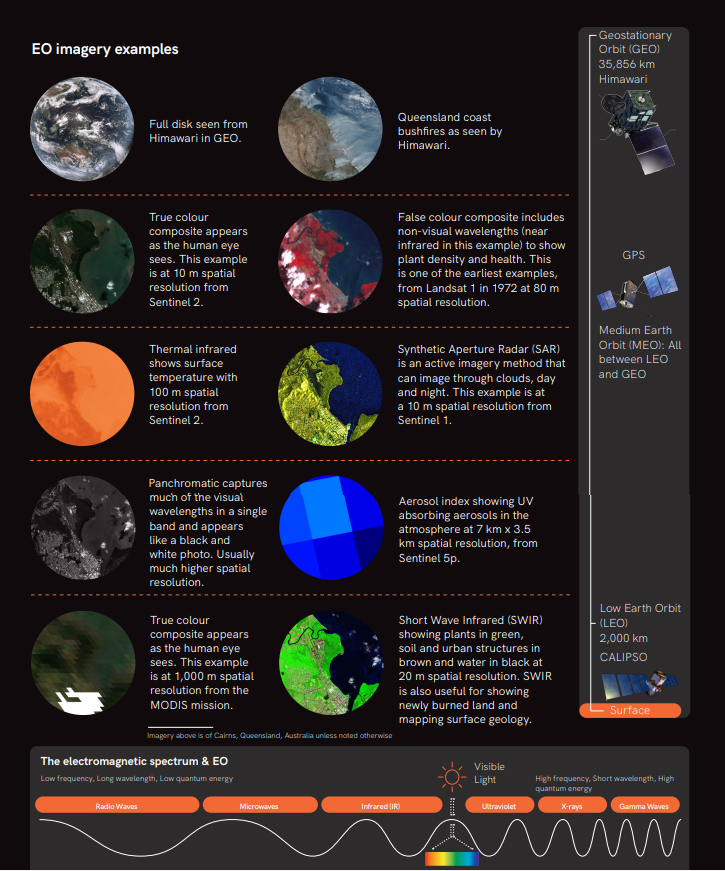 EO imagery examples
Full disk seen from
Himawari in GEO.
Queensland coast
bushfires as seen by
Himawari.
True colour
composite appears
as the human eye
sees. This example
is at 10 m spatial
resolution from
Sentinel 2.
False colour composite includes
non-visual wavelengths (near
infrared in this example) to show
plant density and health. This
is one of the earliest examples,
from Landsat 1 in 1972 at 80 m
spatial resolution.
Thermal infrared
shows surface
temperature with
100 m spatial
resolution from
Sentinel 2.
Synthetic Aperture Radar (SAR)
is an active imagery method that
can image through clouds, day
and night. This example is at
a 10 m spatial resolution from
Sentinel 1.
Panchromatic captures
much of the visual
wavelengths in a single
band and appears
like a black and
white photo. Usually
much higher spatial
resolution.
Aerosol index showing UV
absorbing aerosols in the
atmosphere at 7 km x 3.5
km spatial resolution, from
Sentinel 5p.
True colour
composite appears
as the human eye
sees. This example
is at 1,000 m spatial
resolution from the
MODIS mission.
Short Wave Infrared (SWIR)
showing plants in green,
soil and urban structures in
brown and water in black at
20 m spatial resolution. SWIR
is also useful for showing
newly burned land and
mapping surface geology.
Imagery above is of Cairns, Queensland, Australia unless noted otherwise
Geostationary
Orbit (GEO)
35,856 km
Himawari
GPS
Medium Earth
Orbit (MEO): All
between LEO
and GEO
Low Earth Orbit
(LEO)
2,000 km
CALIPSO
Surface
The electromagnetic spectrum & EO
Low frequency, Long wavelength, Low quantum energy
Visible
Light
High frequency, Short wavelength, High
quantum energy
Radio Waves
Microwaves
Infrared (IR)
Ultraviolet
X-rays
Gamma Waves